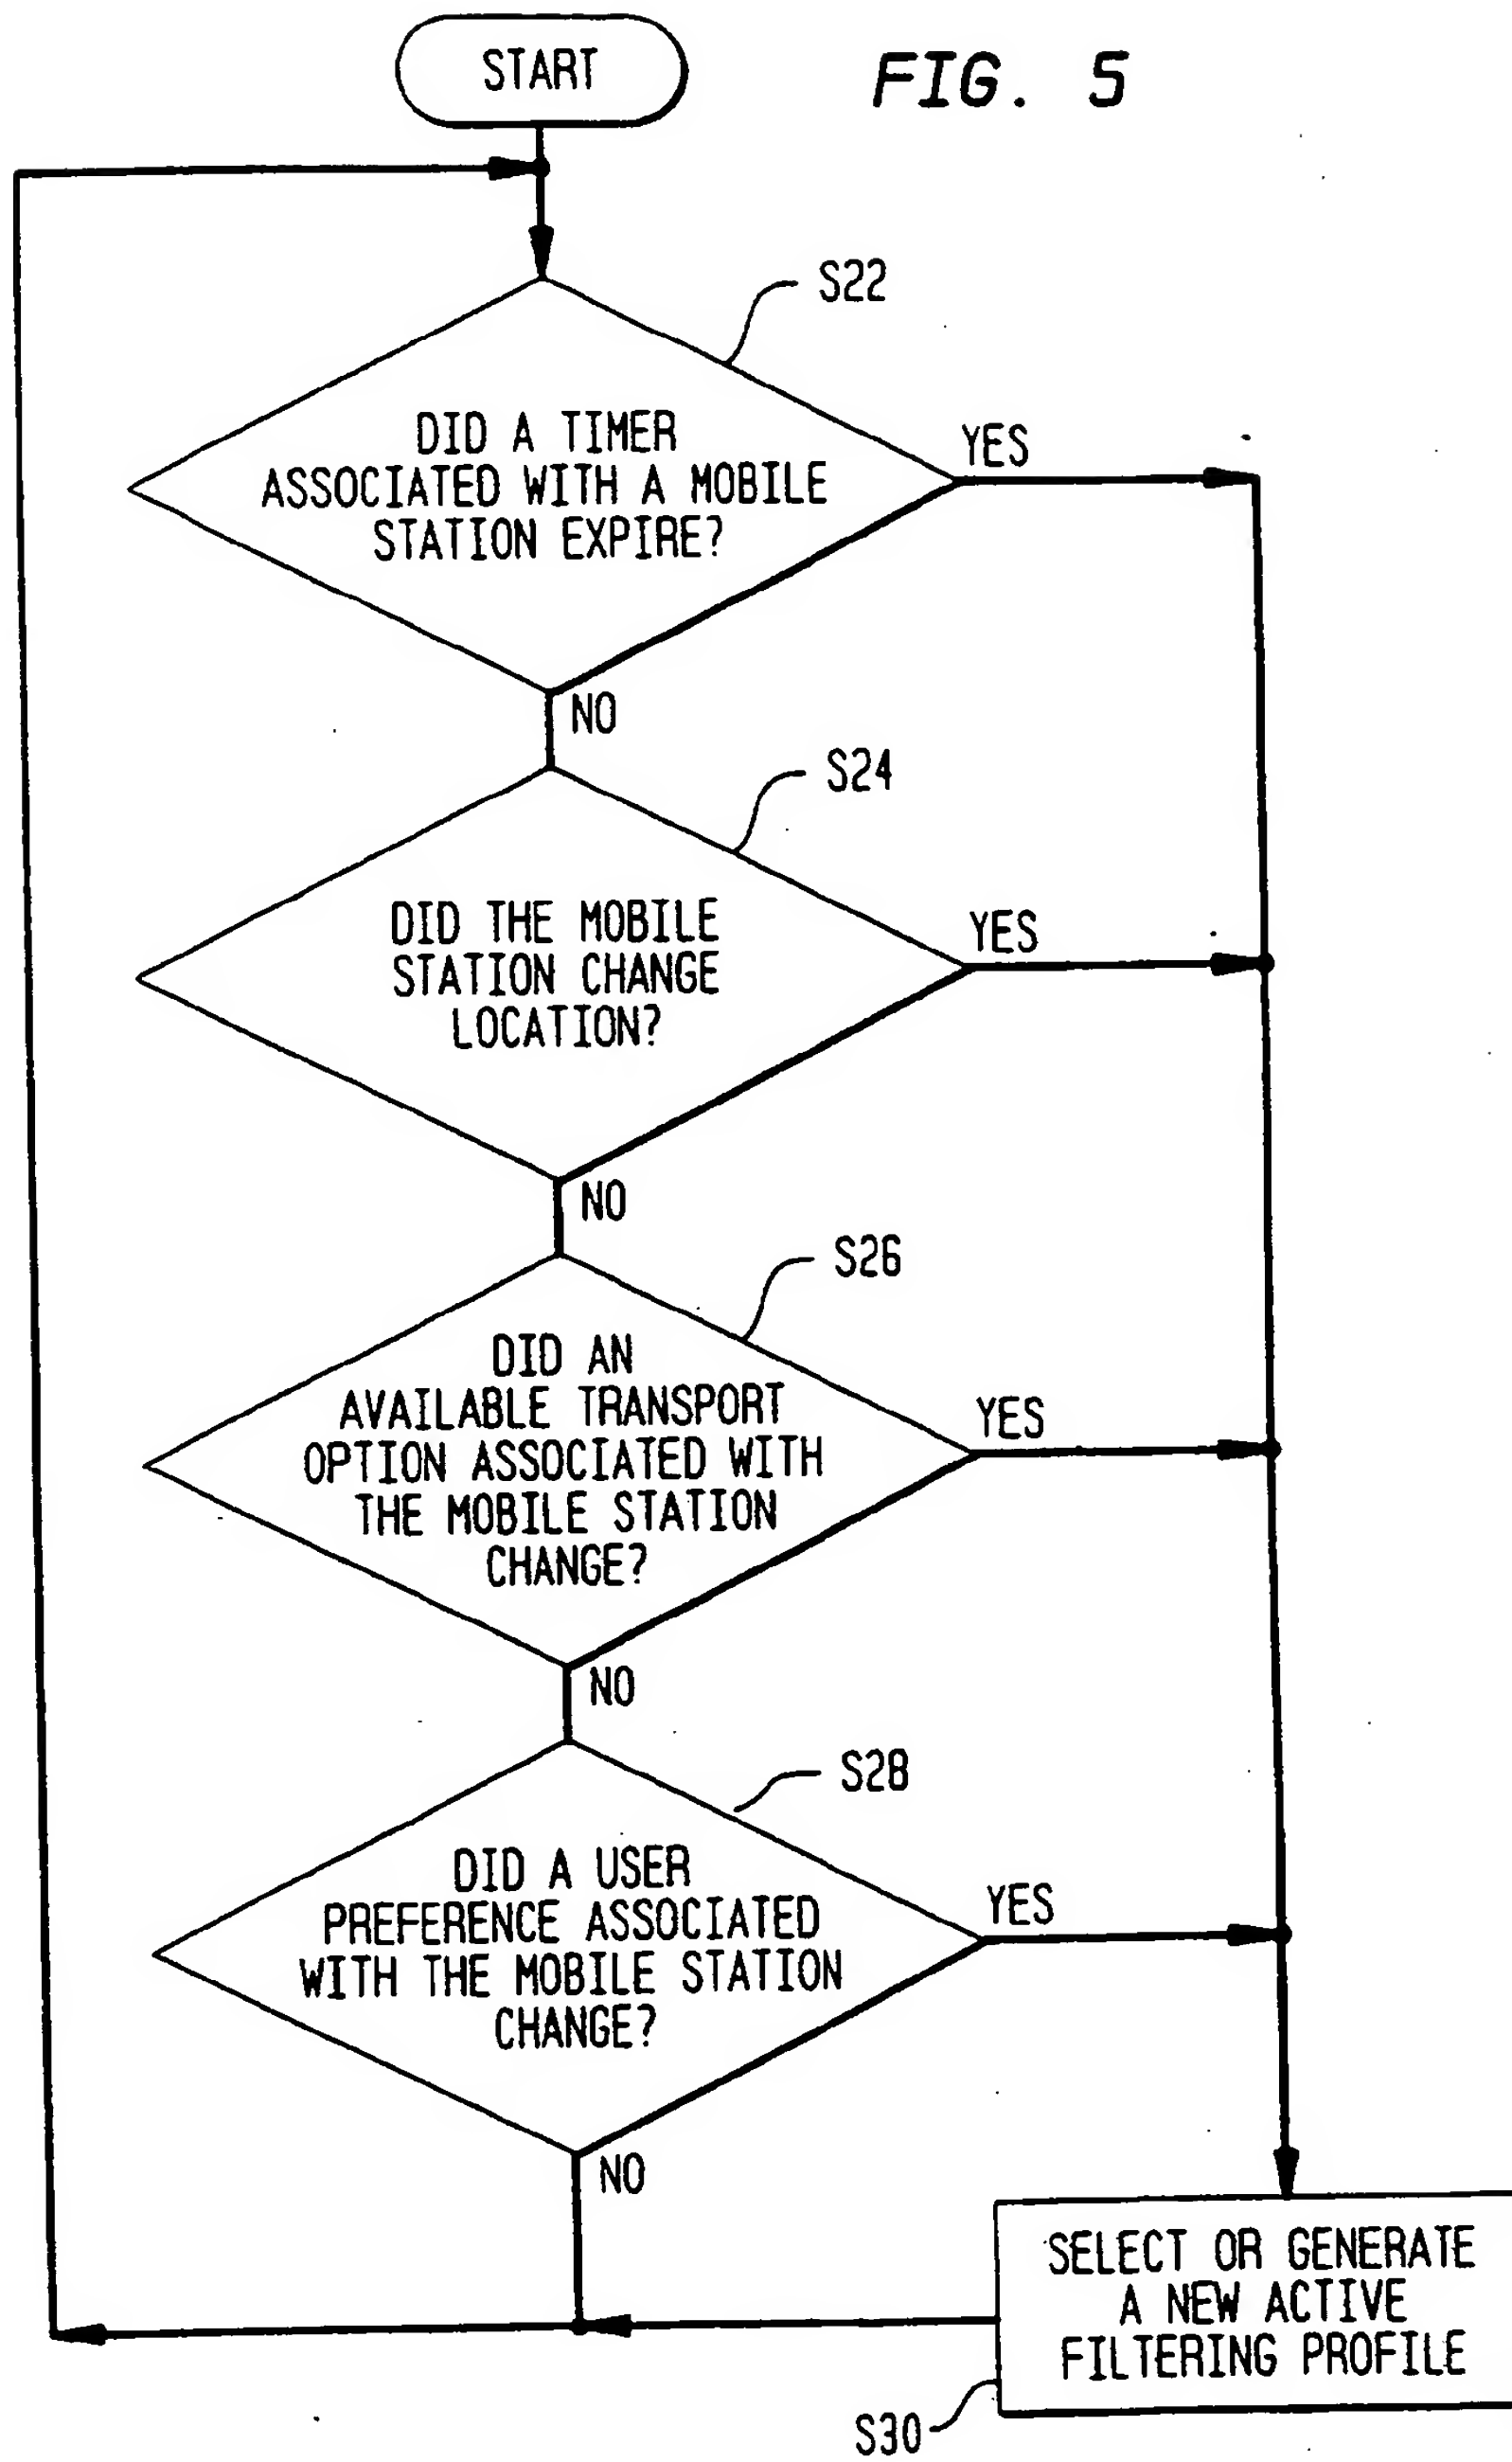 START
FIG. 5
S22
DID A TIMER
ASSOCIATED WITH A MOBILE
STATION EXPIRE?
YES
NO
S24
DID THE MOBILE
STATION CHANGE
LOCATION?
YES
NO
S26
DID AN
AVAILABLE TRANSPORT
OPTION ASSOCIATED WITH
THE MOBILE STATION
CHANGE?
YES
NO
S28
DID A USER
PREFERENCE ASSOCIATED
WITH THE MOBILE STATION
CHANGE?
YES
NO
SELECT OR GENERATE
A NEW ACTIVE
FILTERING PROFILE
S30